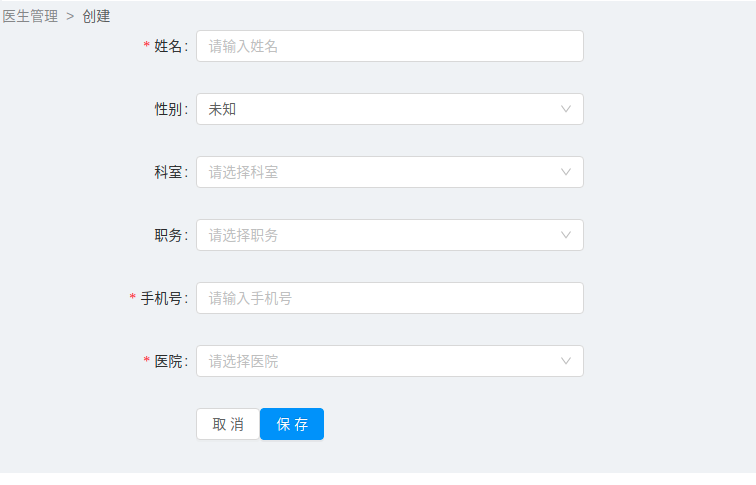 医生管理 > 创建
* 姓名: 请输入姓名
性别: 未知
科室: 请选择科室
职务: 请选择职务
* 手机号: 请输入手机号
* 医院: 请选择医院
取 消 保 存